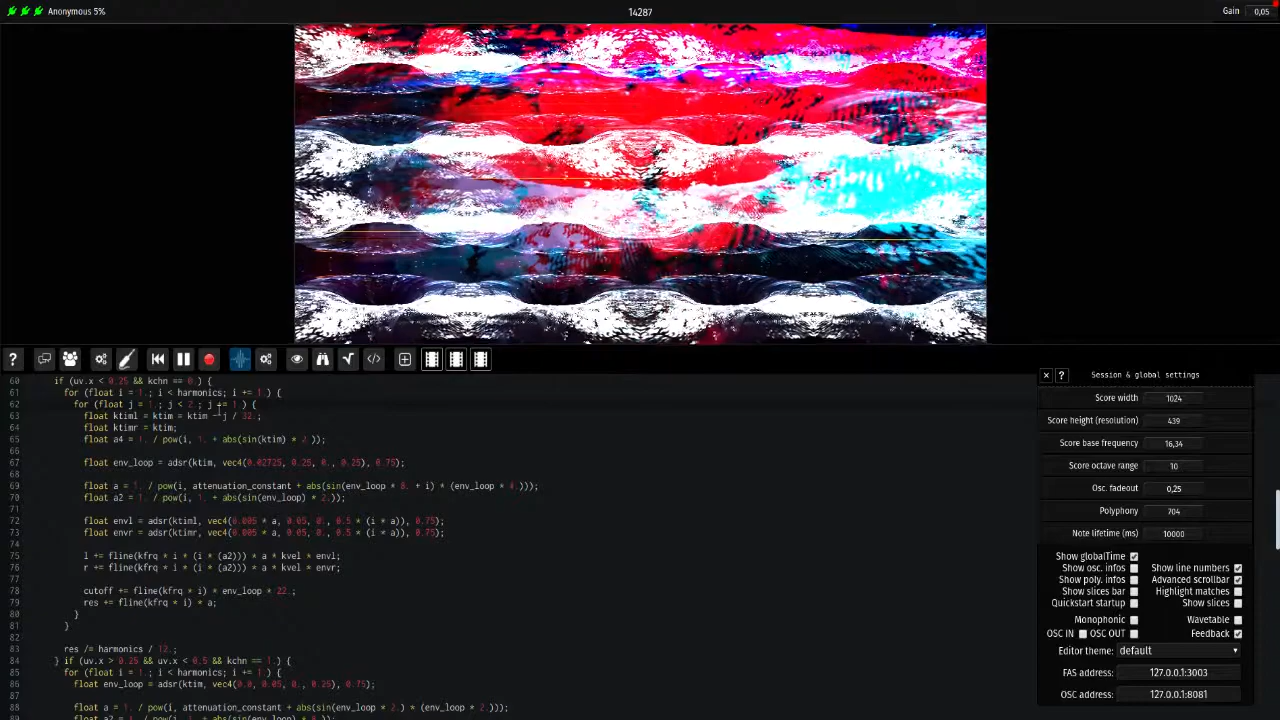 Anonymous 5%
14287
Gain 0,05
60 if (uv.x < 0.25 && kchn == 0.) {
61 for (float i = 1.; i < harmonics; i += 1.) {
62 for (float j = 1.; j < 2.; j += 1.) {
63 float ktiml = ktim = ktim - j / 32.;
64 float ktimr = ktim;
65 float a4 = 1. / pow(i, 1. + abs(sin(ktim) * 2.));
66
67 float env_loop = adsr(ktim, vec4(0.02725, 0.25, 0., 0.25), 0.75);
68
69 float a = 1. / pow(i, attenuation_constant + abs(sin(env_loop * 8. + i) * (env_loop * 4.)));
70 float a2 = 1. / pow(i, 1. + abs(sin(env_loop) * 2.));
71
72 float envl = adsr(ktiml, vec4(0.005 * a, 0.05, 0., 0.5 * (i * a)), 0.75);
73 float envr = adsr(ktimr, vec4(0.005 * a, 0.05, 0., 0.5 * (i * a)), 0.75);
74
75 l += fline(kfrq * i * (i * (a2))) * a * kvel * envl;
76 r += fline(kfrq * i * (i * (a2))) * a * kvel * envr;
77
78 cutoff += fline(kfrq * i) * env_loop * 22.;
79 res += fline(kfrq * i) * a;
80 }
81 }
82
83 res /= harmonics / 12.;
84 } if (uv.x > 0.25 && uv.x < 0.5 && kchn == 1.) {
85 for (float i = 1.; i < harmonics; i += 1.) {
86 float env_loop = adsr(ktim, vec4(0.0, 0.05, 0., 0.25), 0.75);
87
88 float a = 1. / pow(i, attenuation_constant + abs(sin(env_loop * 2.) * (env_loop * 2.)));
89 float a2 = 1. / pow(i, 1. + abs(sin(env_loop) * 8.));
× ? Session & global settings
Score width 1024
Score height (resolution) 439
Score base frequency 16,34
Score octave range 10
Osc. fadeout 0,25
Polyphony 704
Note lifetime (ms) 10000
Show globalTime
Show osc. infos Show line numbers
Show poly. infos Advanced scrollbar
Show slices bar Highlight matches
Quickstart startup Show slices
Monophonic Wavetable
OSC IN OSC OUT Feedback
Editor theme: default
FAS address: 127.0.0.1:3003
OSC address: 127.0.0.1:8081